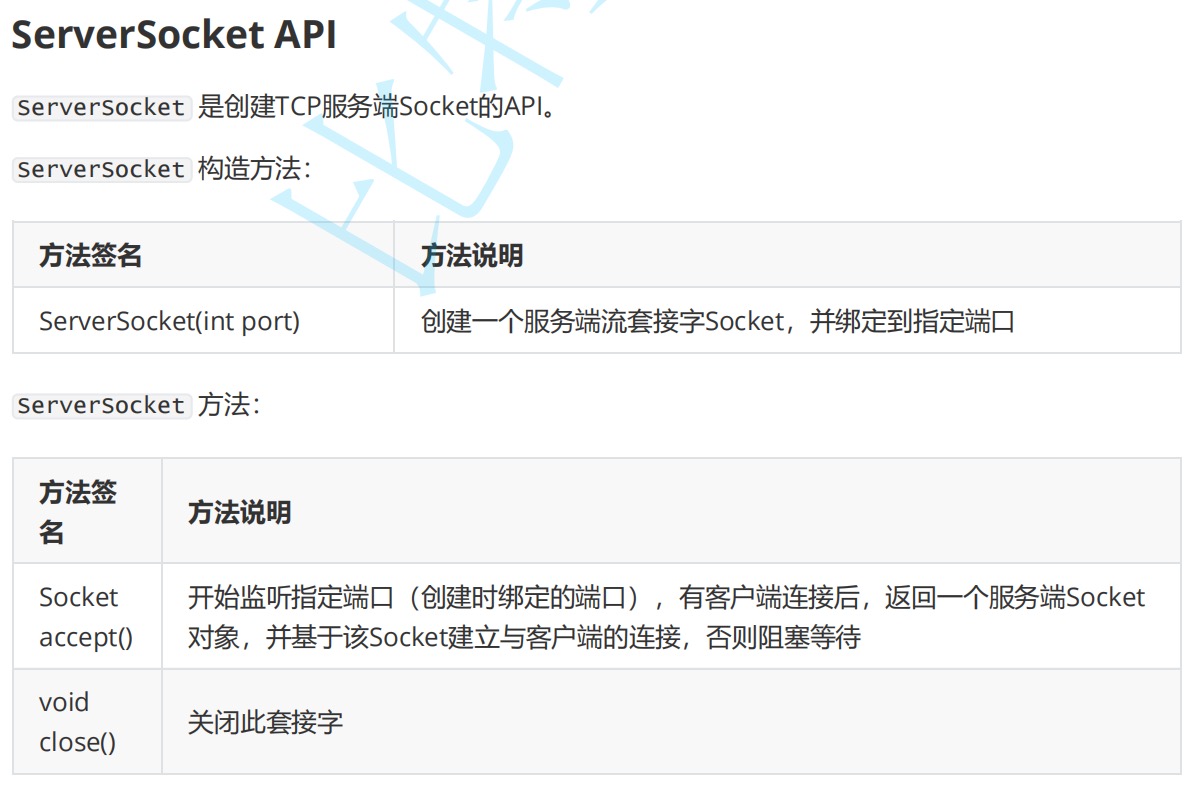 ServerSocket API
ServerSocket 是创建TCP服务端Socket的API。
ServerSocket 构造方法：
方法签名 方法说明
ServerSocket(int port) 创建一个服务端流套接字Socket，并绑定到指定端口
ServerSocket 方法：
方法签
名
方法说明
Socket
accept()
开始监听指定端口（创建时绑定的端口），有客户端连接后，返回一个服务端Socket
对象，并基于该Socket建立与客户端的连接，否则阻塞等待
void
close()
关闭此套接字
比